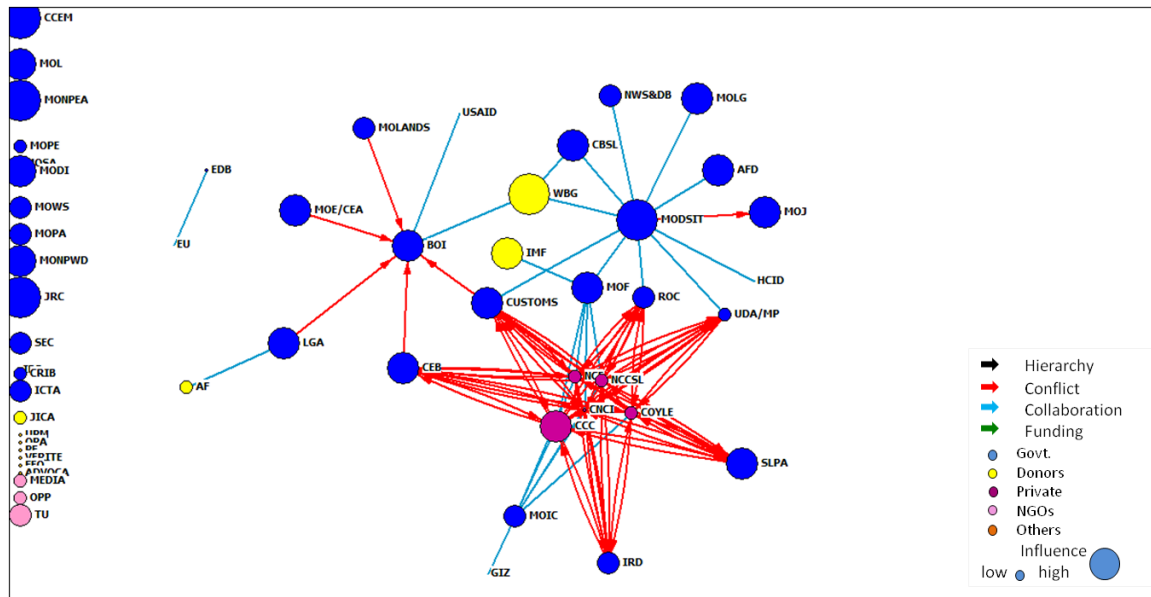 CCEM
MOL
MONPEA
MOPE
MODI
MOWS
MOPA
MONPWD
JRC
SEC
CRIB
ICTA
JICA
VERITE
MEDIA
OPP
TU
EDB
EU
MOLANDS
USAID
MOE/CEA
BOI
LGA
AF
CEB
CUSTOMS
WBG
IMF
CBSL
NWS&DB
MOLG
AFD
MODSIT
MOJ
HCID
MOF
ROC
UDA/MP
NCCSL
CNCI
COYLE
CCC
SLPA
MOIC
GIZ
IRD
Hierarchy
Conflict
Collaboration
Funding
Govt.
Donors
Private
NGOs
Others
Influence
low high